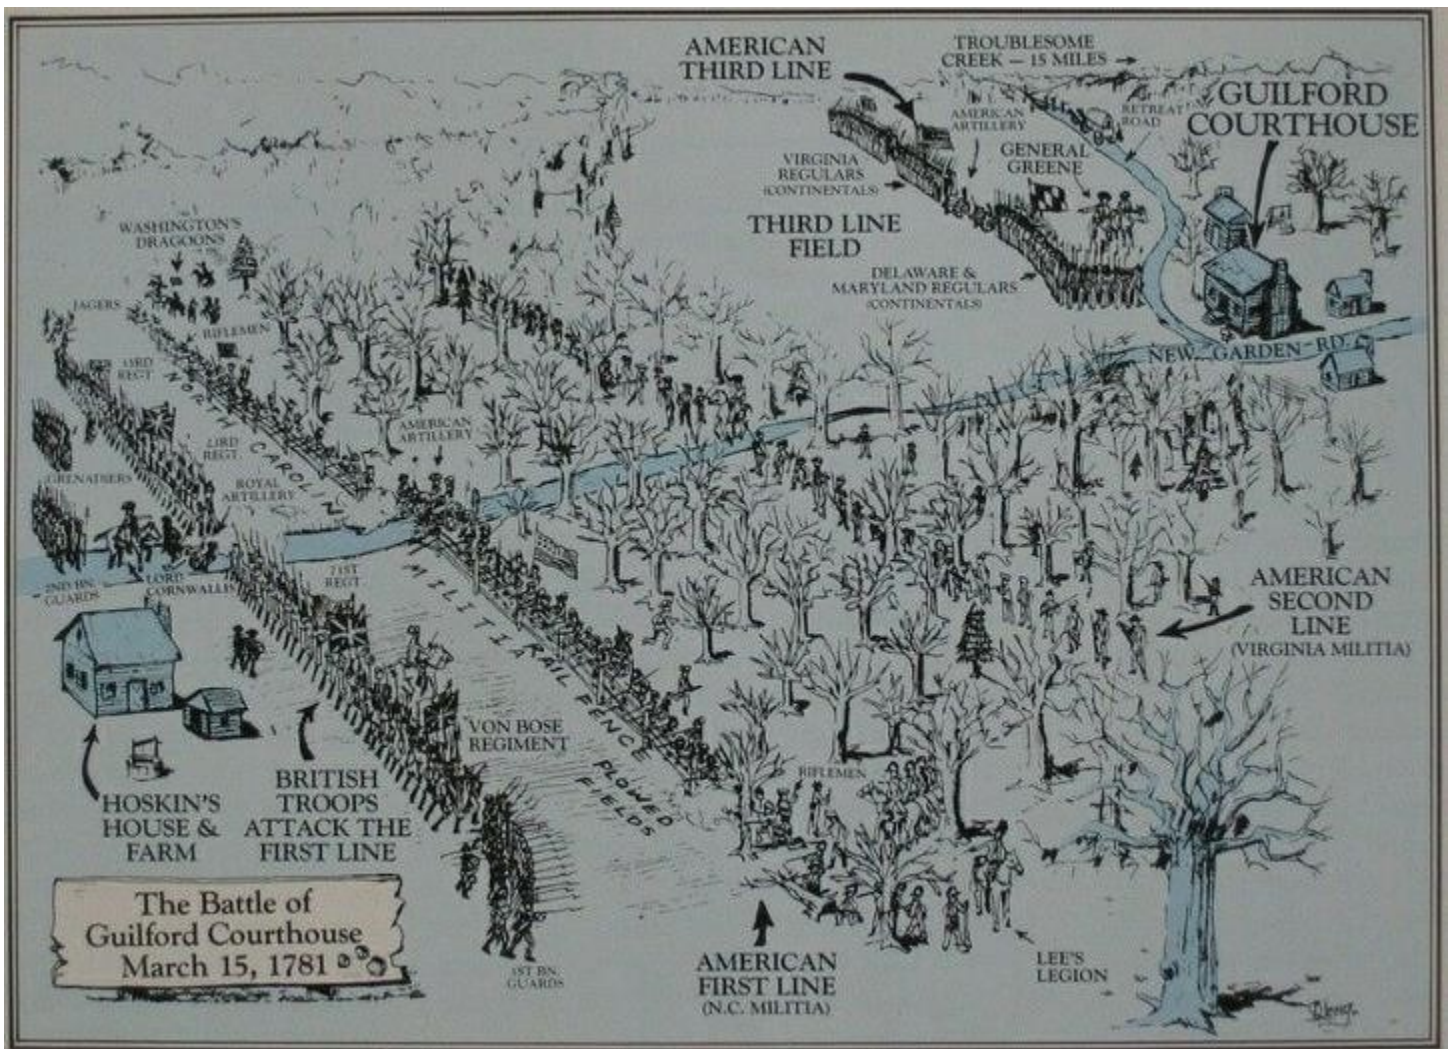 AMERICAN
THIRD LINE
TROUBLESOME
CREEK — 15 MILES
AMERICAN
ARTILLERY
RETREAT
ROAD
GUILFORD
COURTHOUSE
VIRGINIA
REGULARS
(CONTINENTALS)
GENERAL
GREENE
THIRD LINE
FIELD
DELAWARE &
MARYLAND REGULARS
(CONTINENTALS)
WASHINGTON'S
DRAGOONS
JAGERS
RIFLEMEN
33RD
REGT.
NEW GARDEN RD.
NORTH CAROLINA
AMERICAN
ARTILLERY
23RD
REGT.
GRENADIERS
ROYAL
ARTILLERY
2ND BN.
GUARDS
LORD
CORNWALLIS
71ST
REGT.
MILITIA
RAIL FENCE
AMERICAN
SECOND
LINE
(VIRGINIA MILITIA)
VON BOSE
REGIMENT
PLOWED
FIELDS
RIFLEMEN
HOSKIN'S
HOUSE &
FARM
BRITISH
TROOPS
ATTACK THE
FIRST LINE
The Battle of
Guilford Courthouse
March 15, 1781
1ST BN.
GUARDS
AMERICAN
FIRST LINE
(N.C. MILITIA)
LEE'S
LEGION